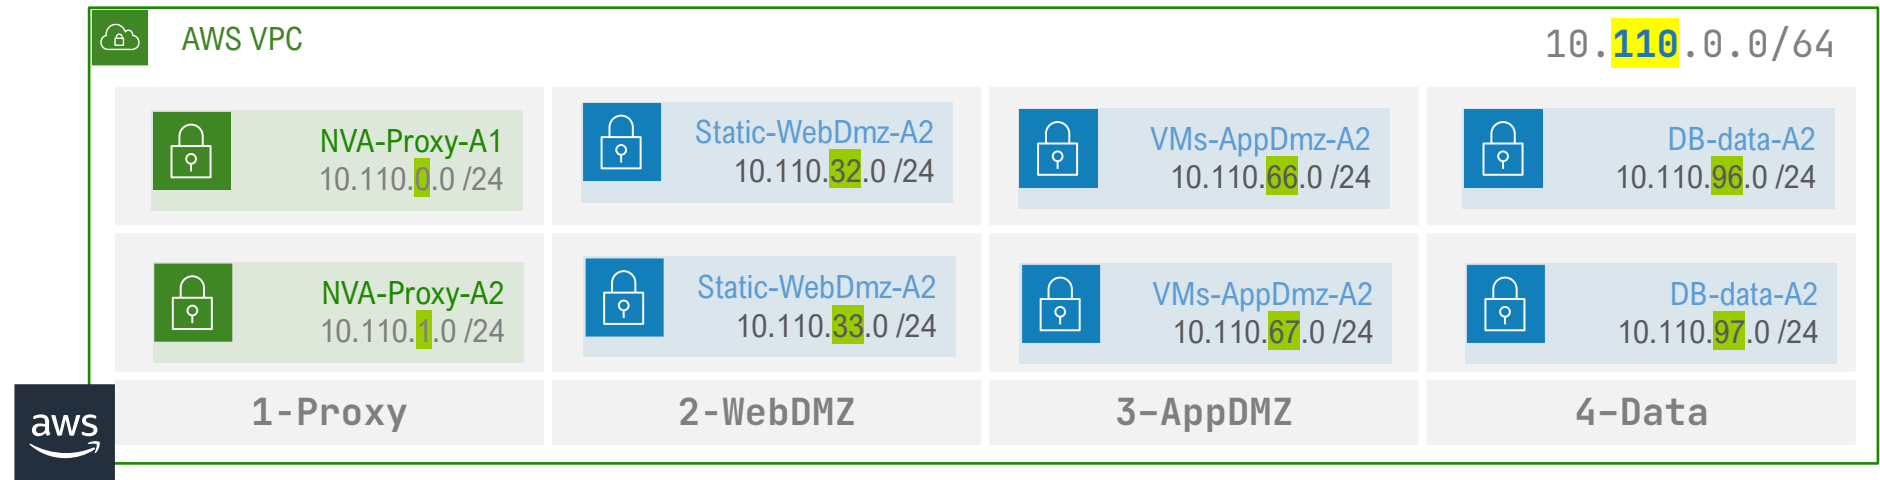 AWS VPC
10.110.0.0/64
NVA-Proxy-A1
10.110.0.0 /24
Static-WebDmz-A2
10.110.32.0 /24
VMs-AppDmz-A2
10.110.66.0 /24
DB-data-A2
10.110.96.0 /24
NVA-Proxy-A2
10.110.1.0 /24
Static-WebDmz-A2
10.110.33.0 /24
VMs-AppDmz-A2
10.110.67.0 /24
DB-data-A2
10.110.97.0 /24
1-Proxy
2-WebDMZ
3-AppDMZ
4-Data
aws